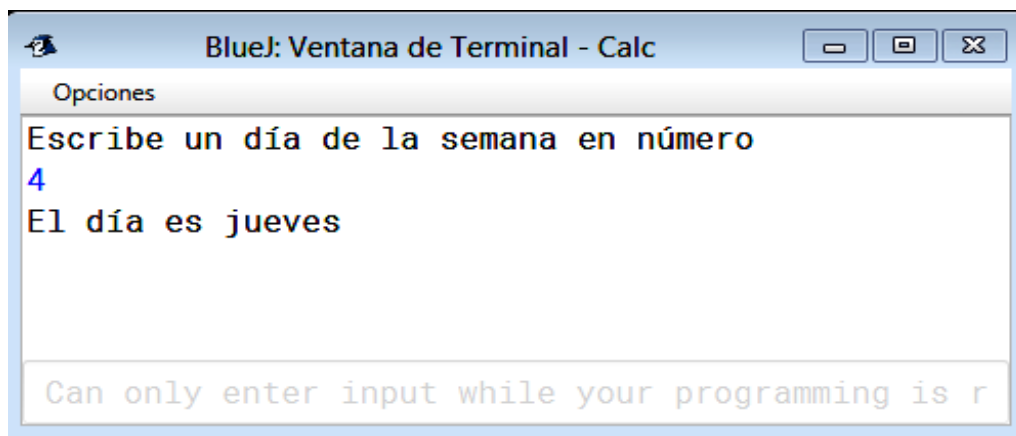 BlueJ: Ventana de Terminal - Calc
Opciones
Escribe un día de la semana en número
4
El día es jueves
Can only enter input while your programming is r